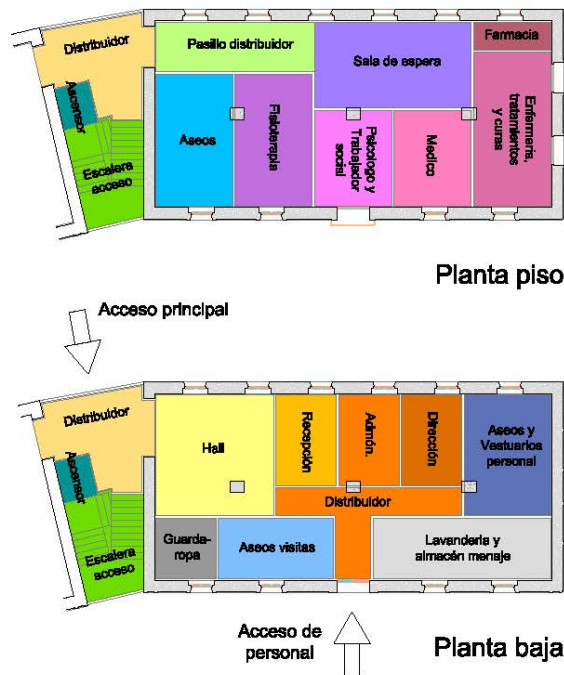 Distribuidor
Pasillo distribuidor
Sala de espera
Farmacia
Ascensor
Aseos
Fisioterapia
Psicologo y
Trabajador
social
Medico
Enfermeria,
tratamientos
y curas
Escalera
acceso
Planta piso
Acceso principal
Distribuidor
Hall
Recepción
Admón.
Dirección
Aseos y
Vestuarios
personal
Ascensor
Distribuidor
Escalera
acceso
Guarda-
ropa
Aseos visitas
Lavanderia y
almacén menaje
Acceso de
personal
Planta baja